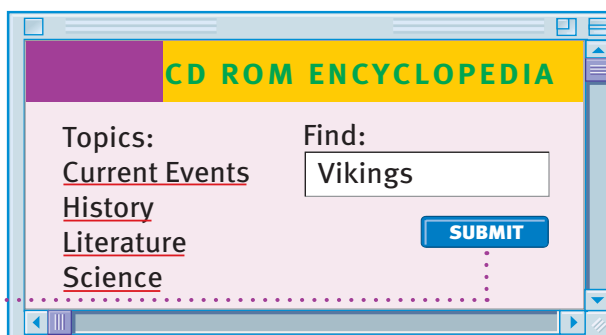 CD ROM ENCYCLOPEDIA
Topics:
Current Events
History
Literature
Science
Find:
Vikings
SUBMIT